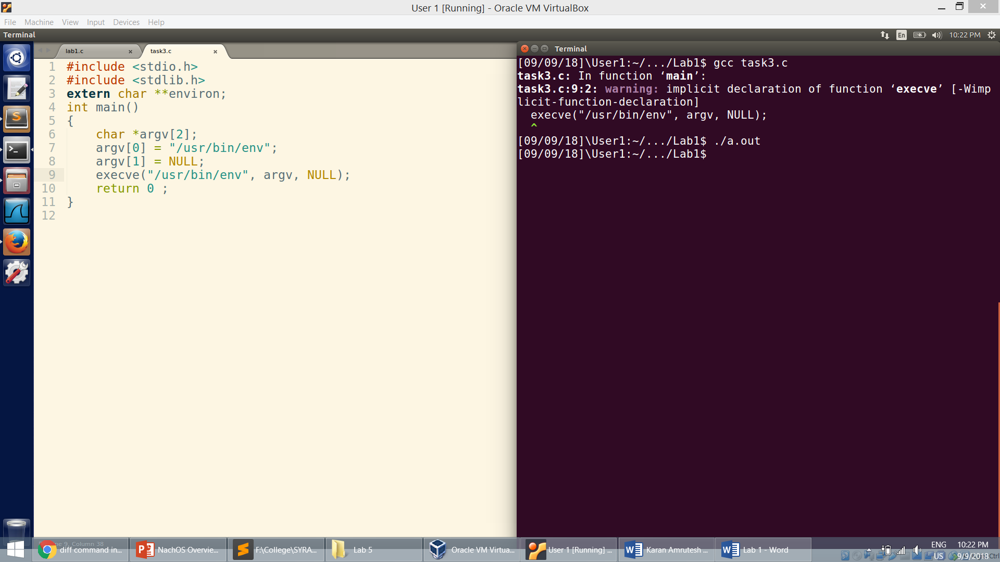 User 1 [Running] - Oracle VM VirtualBox
File Machine View Input Devices Help
Terminal
En 10:22 PM
lab1.c × task3.c ×
1 #include <stdio.h>
2 #include <stdlib.h>
3 extern char **environ;
4 int main()
5 {
6 char *argv[2];
7 argv[0] = "/usr/bin/env";
8 argv[1] = NULL;
9 execve("/usr/bin/env", argv, NULL);
10 return 0 ;
11 }
12
Terminal
[09/09/18]\User1:~/.../Lab1$ gcc task3.c
task3.c: In function ‘main’:
task3.c:9:2: warning: implicit declaration of function ‘execve’ [-Wimp
licit-function-declaration]
execve("/usr/bin/env", argv, NULL);
^
[09/09/18]\User1:~/.../Lab1$ ./a.out
[09/09/18]\User1:~/.../Lab1$
9, Column 38
diff command in...
NachOS Overvie...
F:\College\SYRA...
Lab 5
Oracle VM Virtua...
User 1 [Running] ...
Karan Amrutesh ...
Lab 1 - Word
ENG
US
10:22 PM
9/9/2018
Ctrl